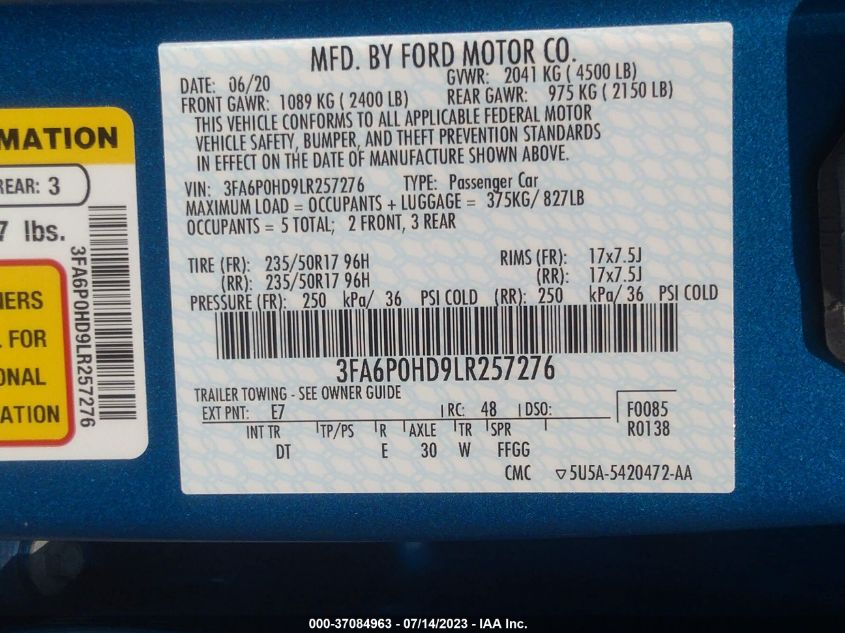 MFD. BY FORD MOTOR CO.
DATE: 06/20 GVWR: 2041 KG ( 4500 LB)
FRONT GAWR: 1089 KG ( 2400 LB) REAR GAWR: 975 KG ( 2150 LB)
THIS VEHICLE CONFORMS TO ALL APPLICABLE FEDERAL MOTOR
VEHICLE SAFETY, BUMPER, AND THEFT PREVENTION STANDARDS
IN EFFECT ON THE DATE OF MANUFACTURE SHOWN ABOVE.
VIN: 3FA6P0HD9LR257276 TYPE: Passenger Car
MAXIMUM LOAD = OCCUPANTS + LUGGAGE = 375KG/ 827LB
OCCUPANTS = 5 TOTAL; 2 FRONT, 3 REAR
TIRE (FR): 235/50R17 96H RIMS (FR): 17x7.5J
(RR): 235/50R17 96H (RR): 17x7.5J
PRESSURE (FR): 250 kPa/ 36 PSI COLD (RR): 250 kPa/ 36 PSI COLD
3FA6P0HD9LR257276
TRAILER TOWING - SEE OWNER GUIDE
EXT PNT: E7 RC: 48 DSO: F0085
INT TR TP/PS R AXLE TR SPR R0138
DT E 30 W FFGG
CMC ▽5U5A-5420472-AA
MATION
REAR: 3
7 lbs.
NERS
L FOR
ONAL
ATION
3FA6P0HD9LR257276
000-37084963 - 07/14/2023 - IAA Inc.